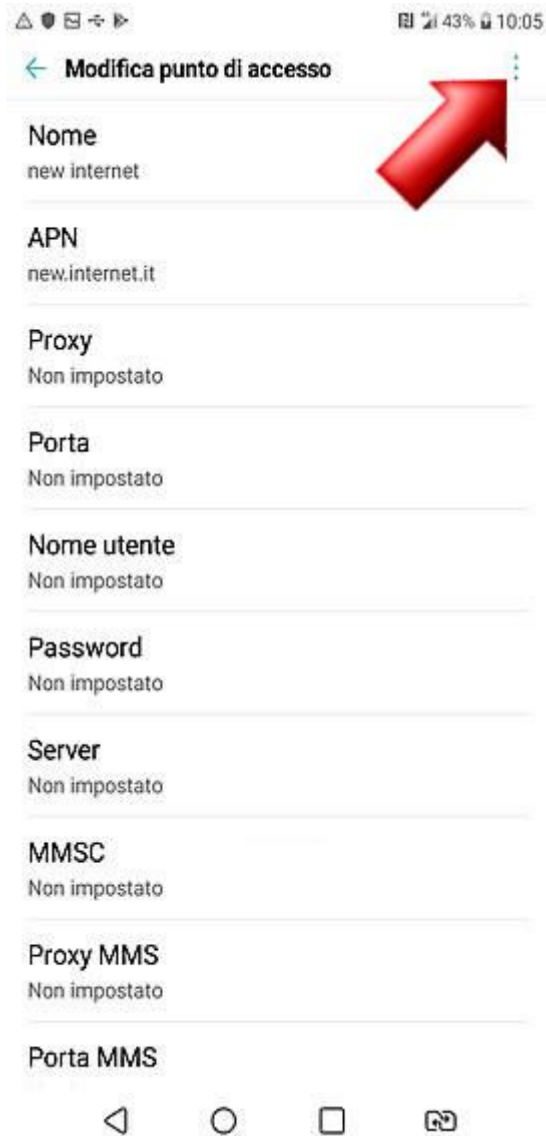 43% 10:05
Modifica punto di accesso
Nome
new internet
APN
new.internet.it
Proxy
Non impostato
Porta
Non impostato
Nome utente
Non impostato
Password
Non impostato
Server
Non impostato
MMSC
Non impostato
Proxy MMS
Non impostato
Porta MMS